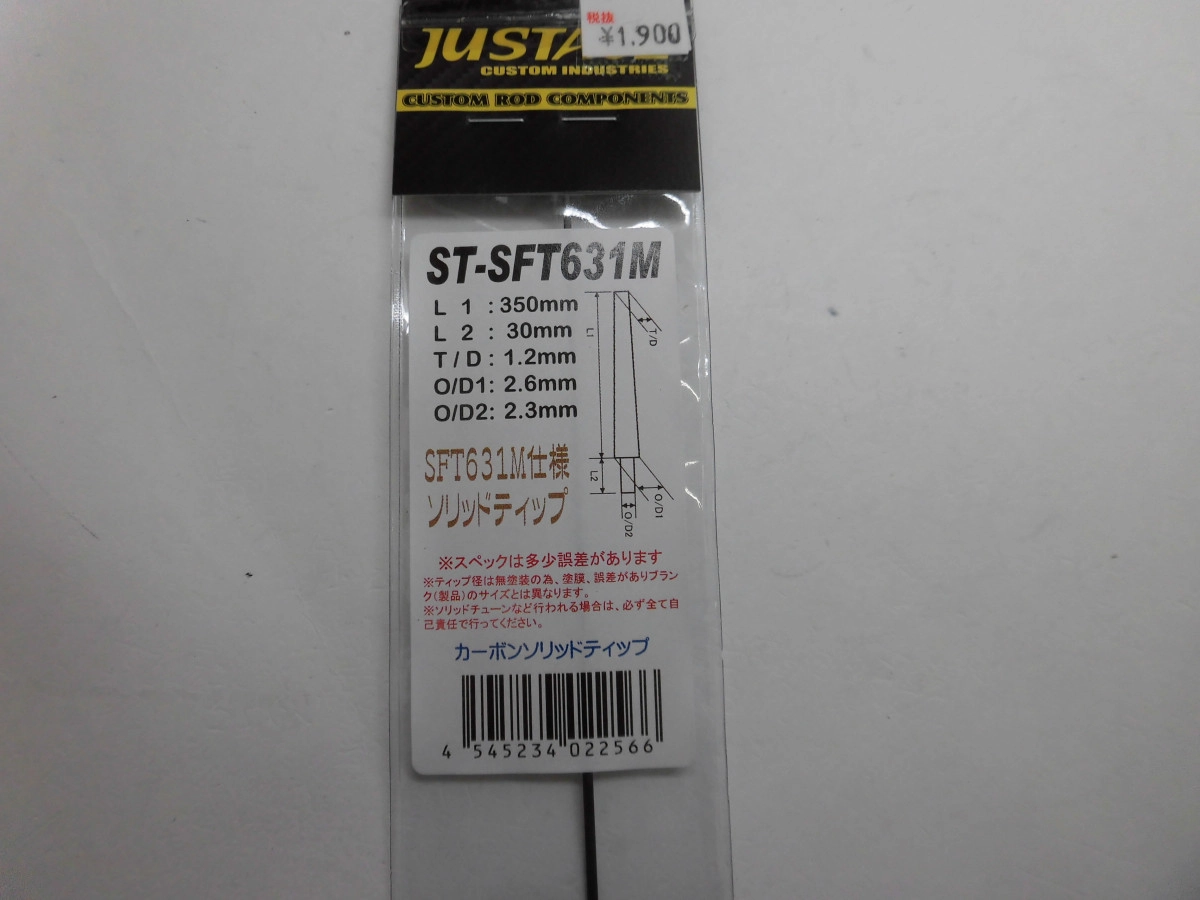 税抜
¥1,900
JUSTA
CUSTOM INDUSTRIES
CUSTOM ROD COMPONENTS
ST-SFT631M
L 1 : 350mm
L 2 : 30mm
T / D : 1.2mm
O/D1: 2.6mm
O/D2: 2.3mm
L1
T/D
L2
O/D1
O/D2
SFT631M仕様
ソリッドティップ
※スペックは多少誤差があります
※ティップ径は無塗装の為、塗膜、誤差がありブラン
ク(製品)のサイズとは異なります。
※ソリッドチューンなど行われる場合は、必ず全て自
己責任で行ってください。
カーボンソリッドティップ
4 545234 022566